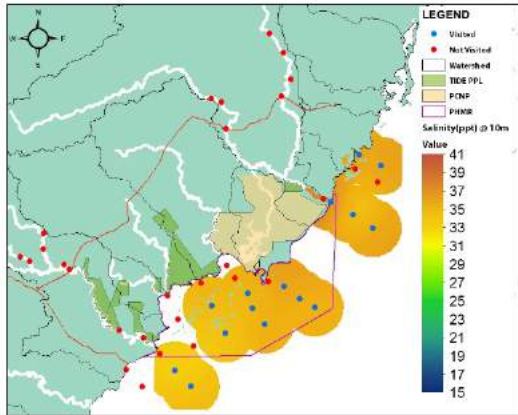 N
W
S
LEGEND
Visited
Not Visited
Watershed
TIDE PPL
PCNP
PHMR
Salinity(ppt) @ 10m
Value
41
39
37
35
33
31
29
27
25
23
21
19
17
15